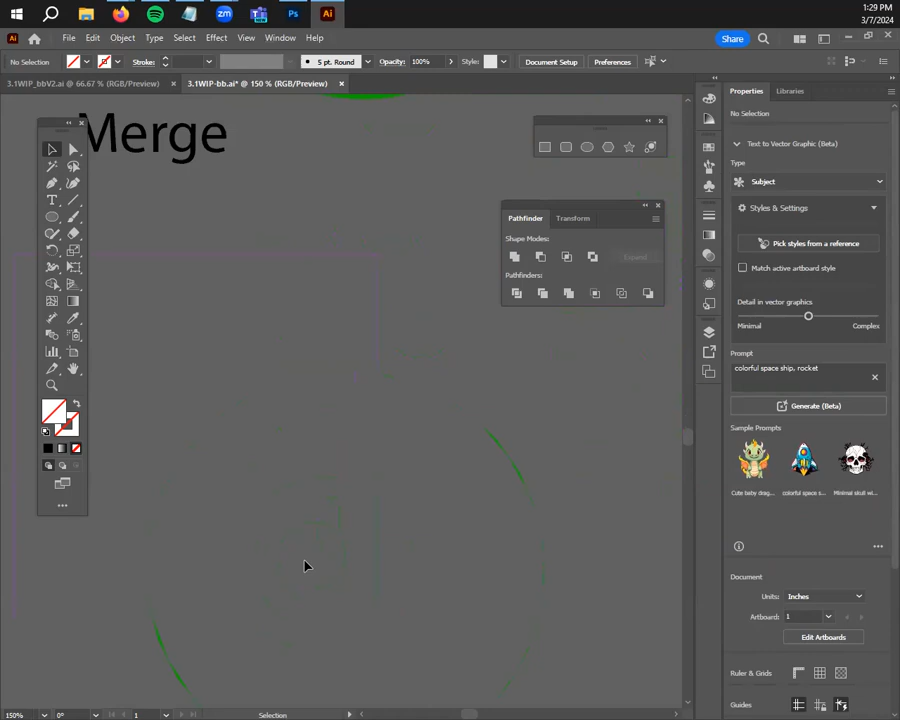 1:29 PM
3/7/2024
File Edit Object Type Select Effect View Window Help
Share
No Selection
Stroke:
5 pt. Round
Opacity: 100%
Style:
Document Setup
Preferences
3.1WIP_bbV2.ai @ 66.67 % (RGB/Preview)
3.1WIP-bb.ai* @ 150 % (RGB/Preview)
Merge
Pathfinder
Transform
Shape Modes:
Expand
Pathfinders:
Properties
Libraries
No Selection
Text to Vector Graphic (Beta)
Type
Subject
Styles & Settings
Pick styles from a reference
Match active artboard style
Detail in vector graphics
Minimal
Complex
Prompt
colorful space ship, rocket
Generate (Beta)
Sample Prompts
Cute baby drag...
colorful space s...
Minimal skull wi...
Document
Units: Inches
Artboard: 1
Edit Artboards
Ruler & Grids
Guides
150%
0°
1
Selection